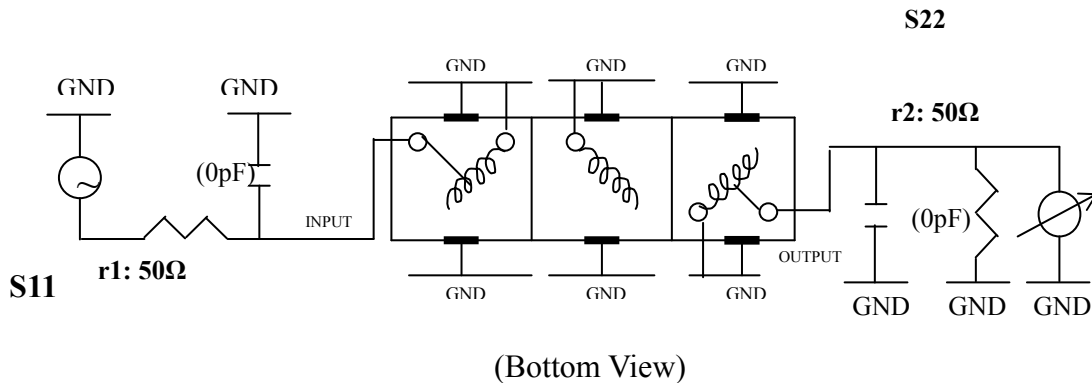 S22
GND
GND
GND
GND
GND
r2: 50Ω
(0pF)
(0pF)
INPUT
r1: 50Ω
OUTPUT
S11
GND
GND
GND
GND
GND
GND
(Bottom View)